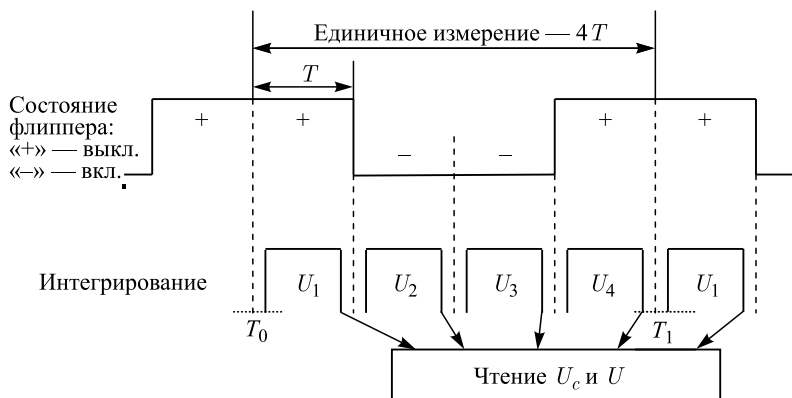 Единичное измерение — 4T
T
Состояние
флиппера:
«+» — выкл.
«–» — вкл.
+ + + +
– –
Интегрирование
U1 U2 U3 U4 U1
T0 T1
Чтение Uc и U